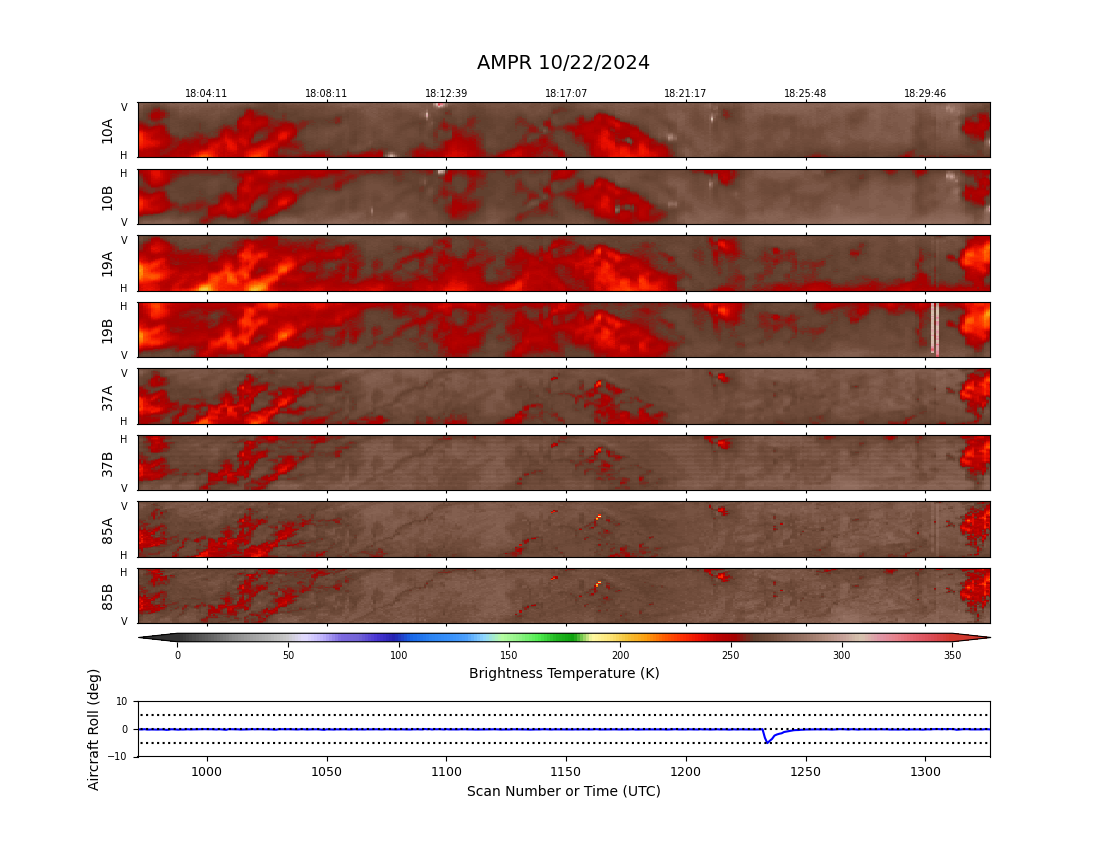 AMPR 10/22/2024
18:04:11 18:08:11 18:12:39 18:17:07 18:21:17 18:25:48 18:29:46
V
10A
H
H
10B
V
V
19A
H
H
19B
V
V
37A
H
H
37B
V
V
85A
H
H
85B
V
0 50 100 150 200 250 300 350
Brightness Temperature (K)
Aircraft Roll (deg)
10
0
−10
1000 1050 1100 1150 1200 1250 1300
Scan Number or Time (UTC)